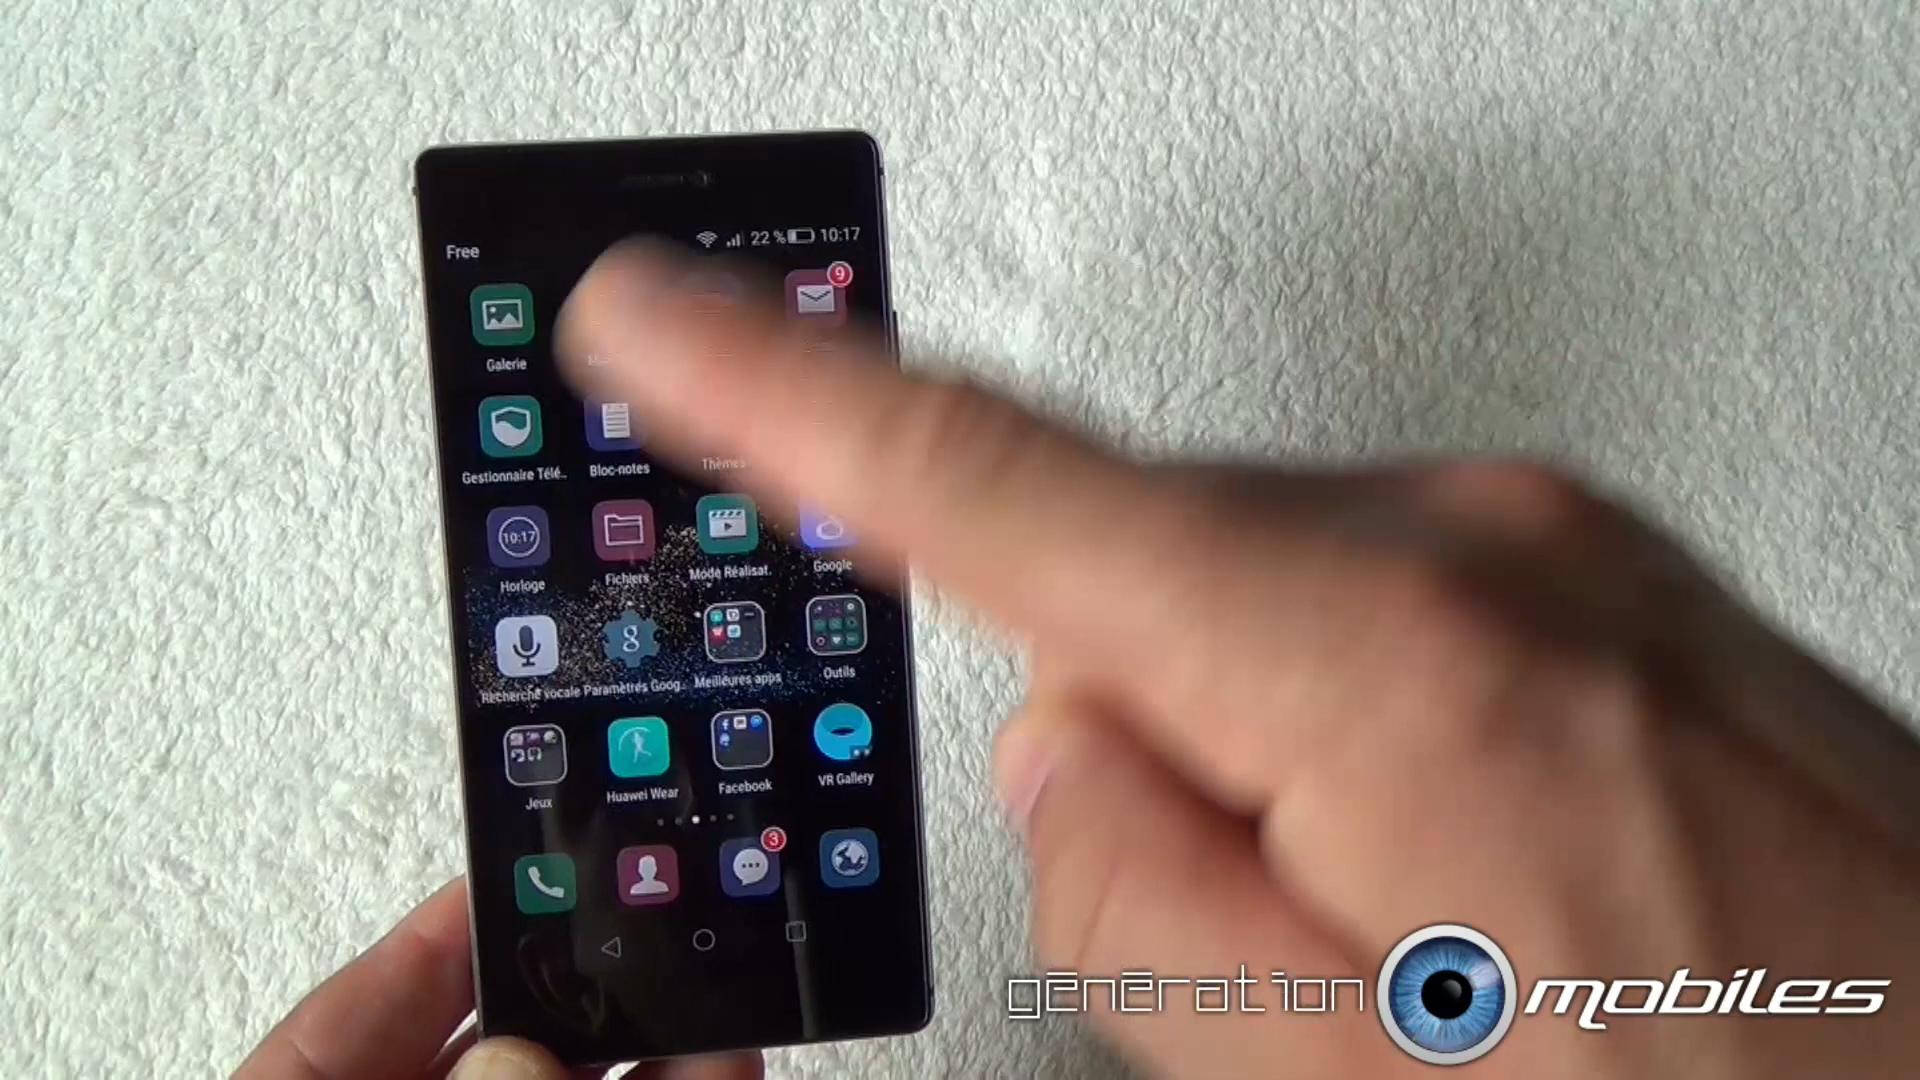 Free
22 %
10:17
9
Galerie
Gestionnaire Télé..
Bloc-notes
Thèmes
10:17
Horloge
Fichiers
Mode Réalisat.
Google
g
Recherche vocale
Paramètres Goog..
Meilleures apps
Outils
Jeux
Huawei Wear
Facebook
VR Gallery
3
génération mobiles